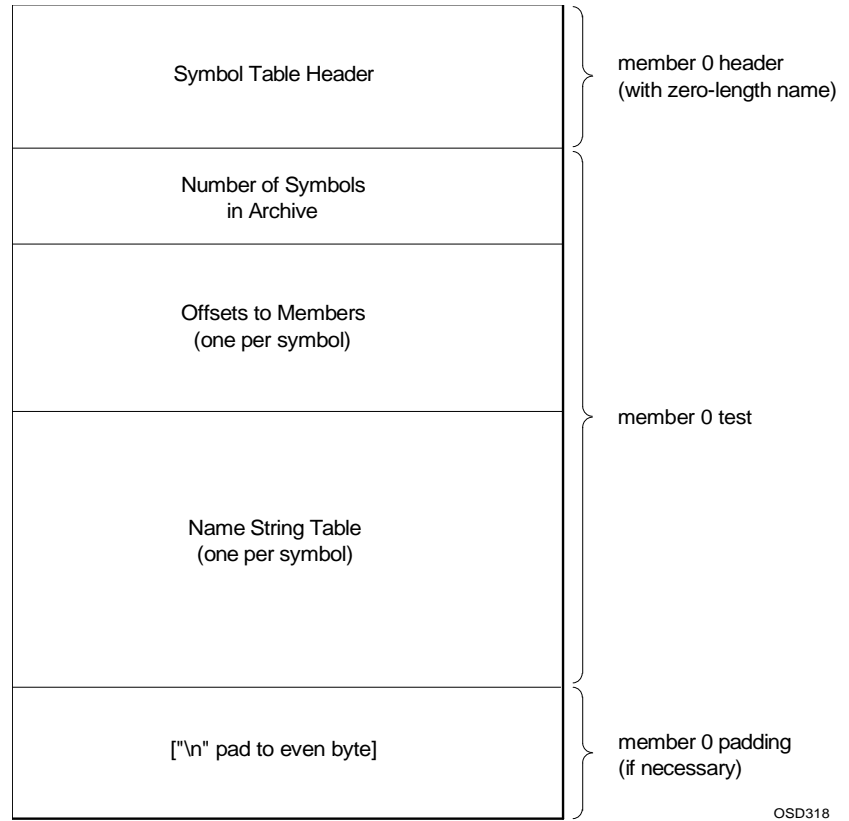 Symbol Table Header
member 0 header
(with zero-length name)
Number of Symbols
in Archive
Offsets to Members
(one per symbol)
member 0 test
Name String Table
(one per symbol)
["\n" pad to even byte]
member 0 padding
(if necessary)
OSD318